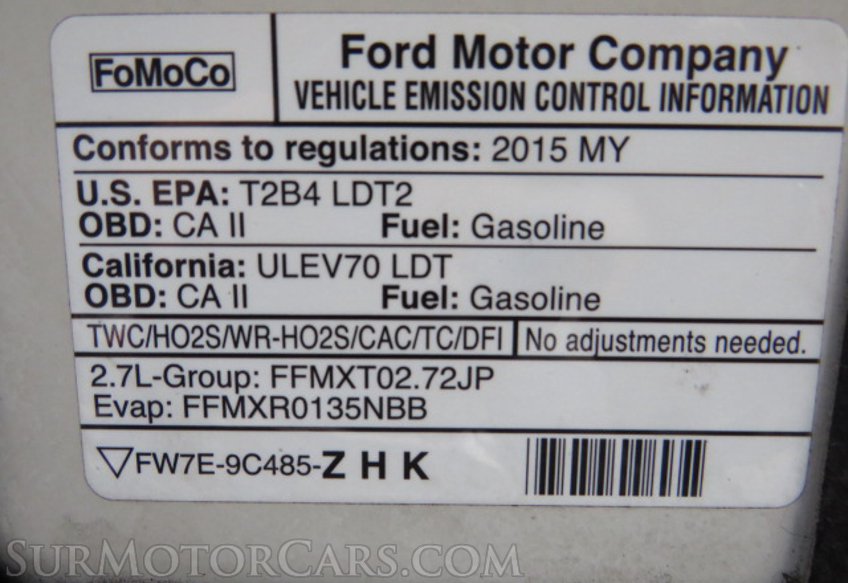 FoMoCo
Ford Motor Company
VEHICLE EMISSION CONTROL INFORMATION
Conforms to regulations: 2015 MY
U.S. EPA: T2B4 LDT2
OBD: CA II Fuel: Gasoline
California: ULEV70 LDT
OBD: CA II Fuel: Gasoline
TWC/HO2S/WR-HO2S/CAC/TC/DFI No adjustments needed.
2.7L-Group: FFMXT02.72JP
Evap: FFMXR0135NBB
FW7E-9C485-Z H K
SurMotorCars.com